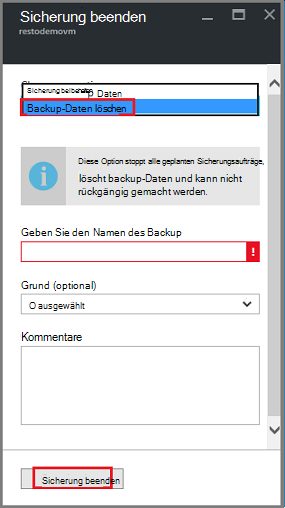 Sicherung beenden
restodemovm
Sicherung beibehalten
Daten
Backup-Daten löschen
Diese Option stoppt alle geplanten Sicherungsaufträge,
löscht backup-Daten und kann nicht
rückgängig gemacht werden.
Geben Sie den Namen des Backup
!
Grund (optional)
O ausgewählt
Kommentare
Sicherung beenden